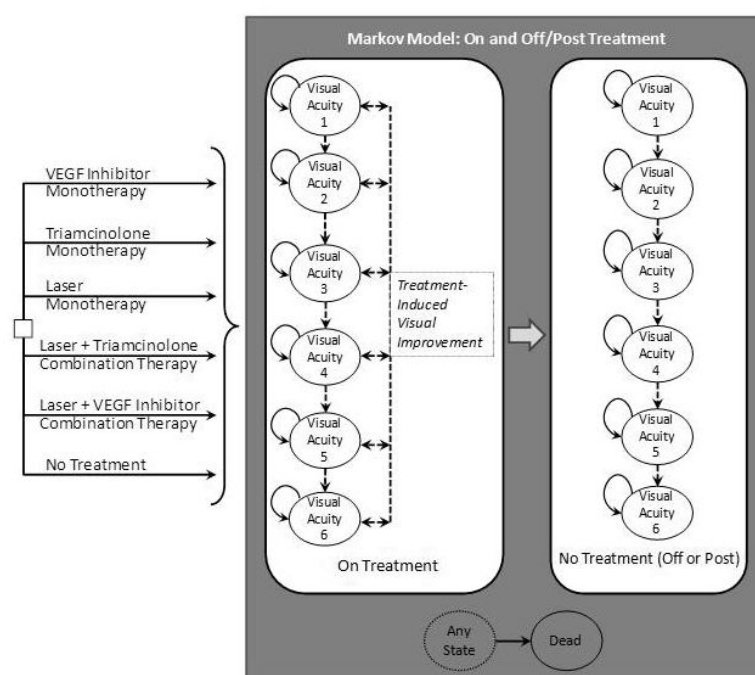 Markov Model: On and Off/Post Treatment
VEGF Inhibitor
Monotherapy
Triamcinolone
Monotherapy
Laser
Monotherapy
Laser + Triamcinolone
Combination Therapy
Laser + VEGF Inhibitor
Combination Therapy
No Treatment
Visual
Acuity
1
Visual
Acuity
2
Visual
Acuity
3
Visual
Acuity
4
Visual
Acuity
5
Visual
Acuity
6
Treatment-
Induced
Visual
Improvement
On Treatment
Visual
Acuity
1
Visual
Acuity
2
Visual
Acuity
3
Visual
Acuity
4
Visual
Acuity
5
Visual
Acuity
6
No Treatment (Off or Post)
Any
State
Dead